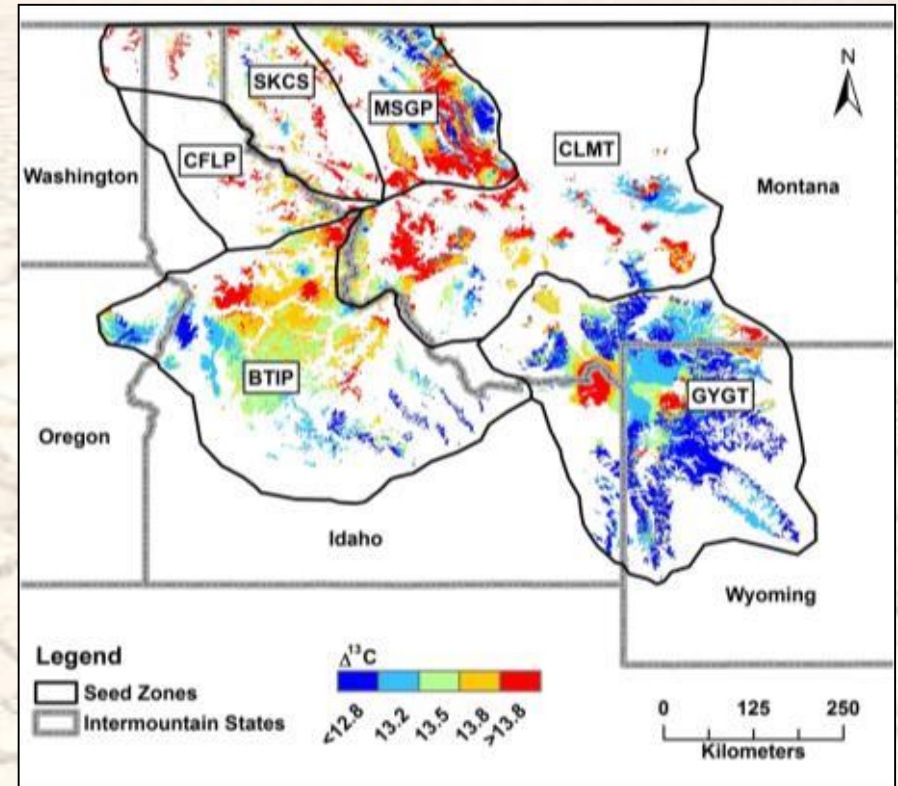 N
SKCS
MSGP
CFLP
CLMT
Washington
Montana
BTIP
GYGT
Oregon
Idaho
Wyoming
Legend
Seed Zones
Intermountain States
Δ¹³C
<12.8 13.2 13.5 13.8 >13.8
0 125 250
Kilometers